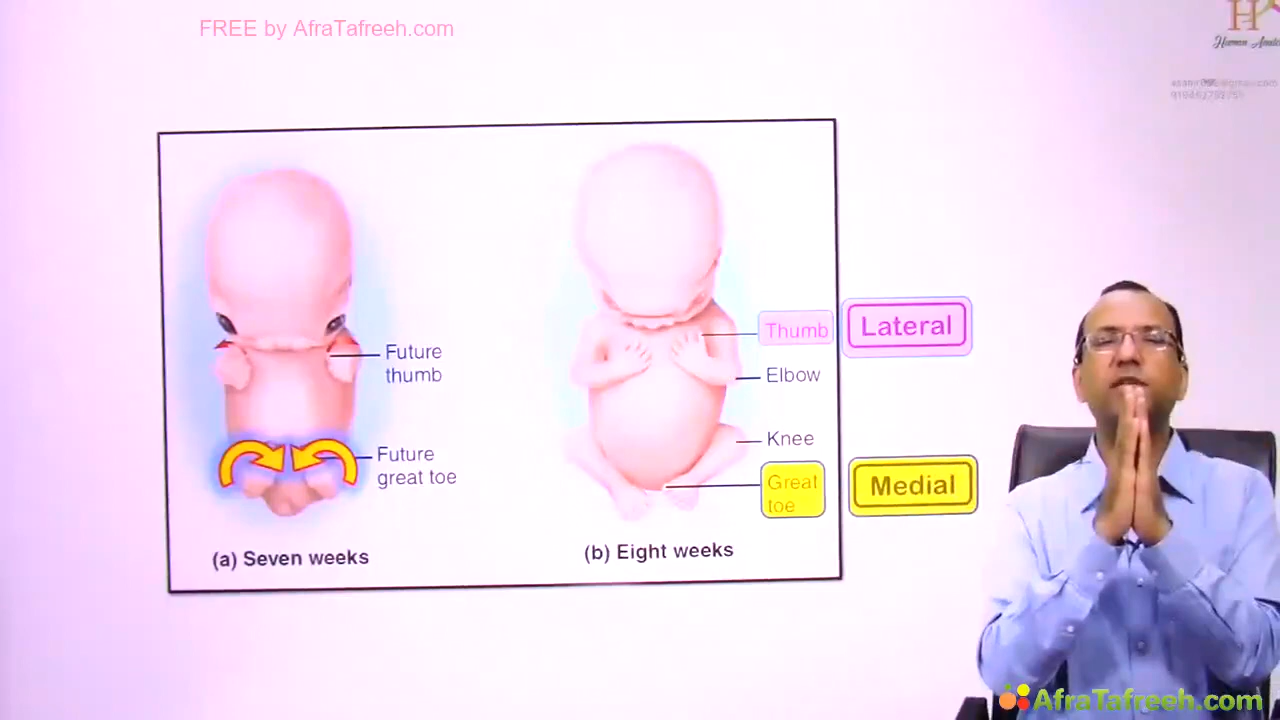 FREE by AfraTafreeh.com
H
Future
thumb
Future
great toe
(a) Seven weeks
Thumb
Lateral
Elbow
Knee
Great
toe
Medial
(b) Eight weeks
AfraTafreeh.com